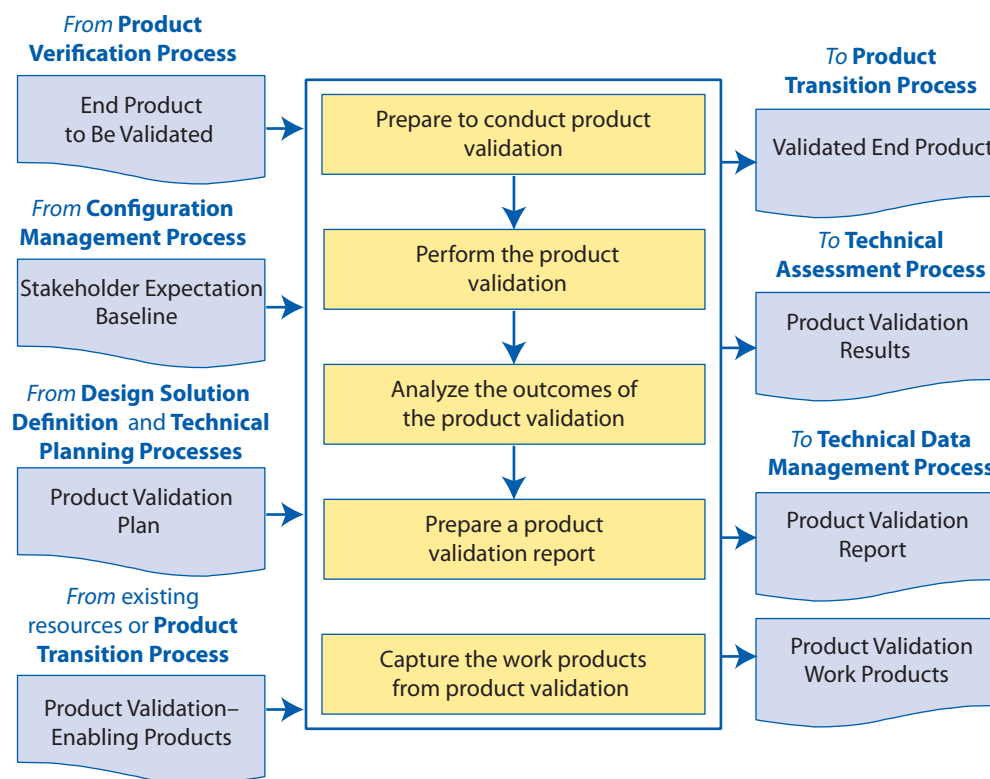 From Product
Verification Process
End Product
to Be Validated
From Configuration
Management Process
Stakeholder Expectation
Baseline
From Design Solution
Definition and Technical
Planning Processes
Product Validation
Plan
From existing
resources or Product
Transition Process
Product Validation–
Enabling Products
Prepare to conduct product
validation
Perform the product
validation
Analyze the outcomes of
the product validation
Prepare a product
validation report
Capture the work products
from product validation
To Product
Transition Process
Validated End Product
To Technical
Assessment Process
Product Validation
Results
To Technical Data
Management Process
Product Validation
Report
Product Validation
Work Products